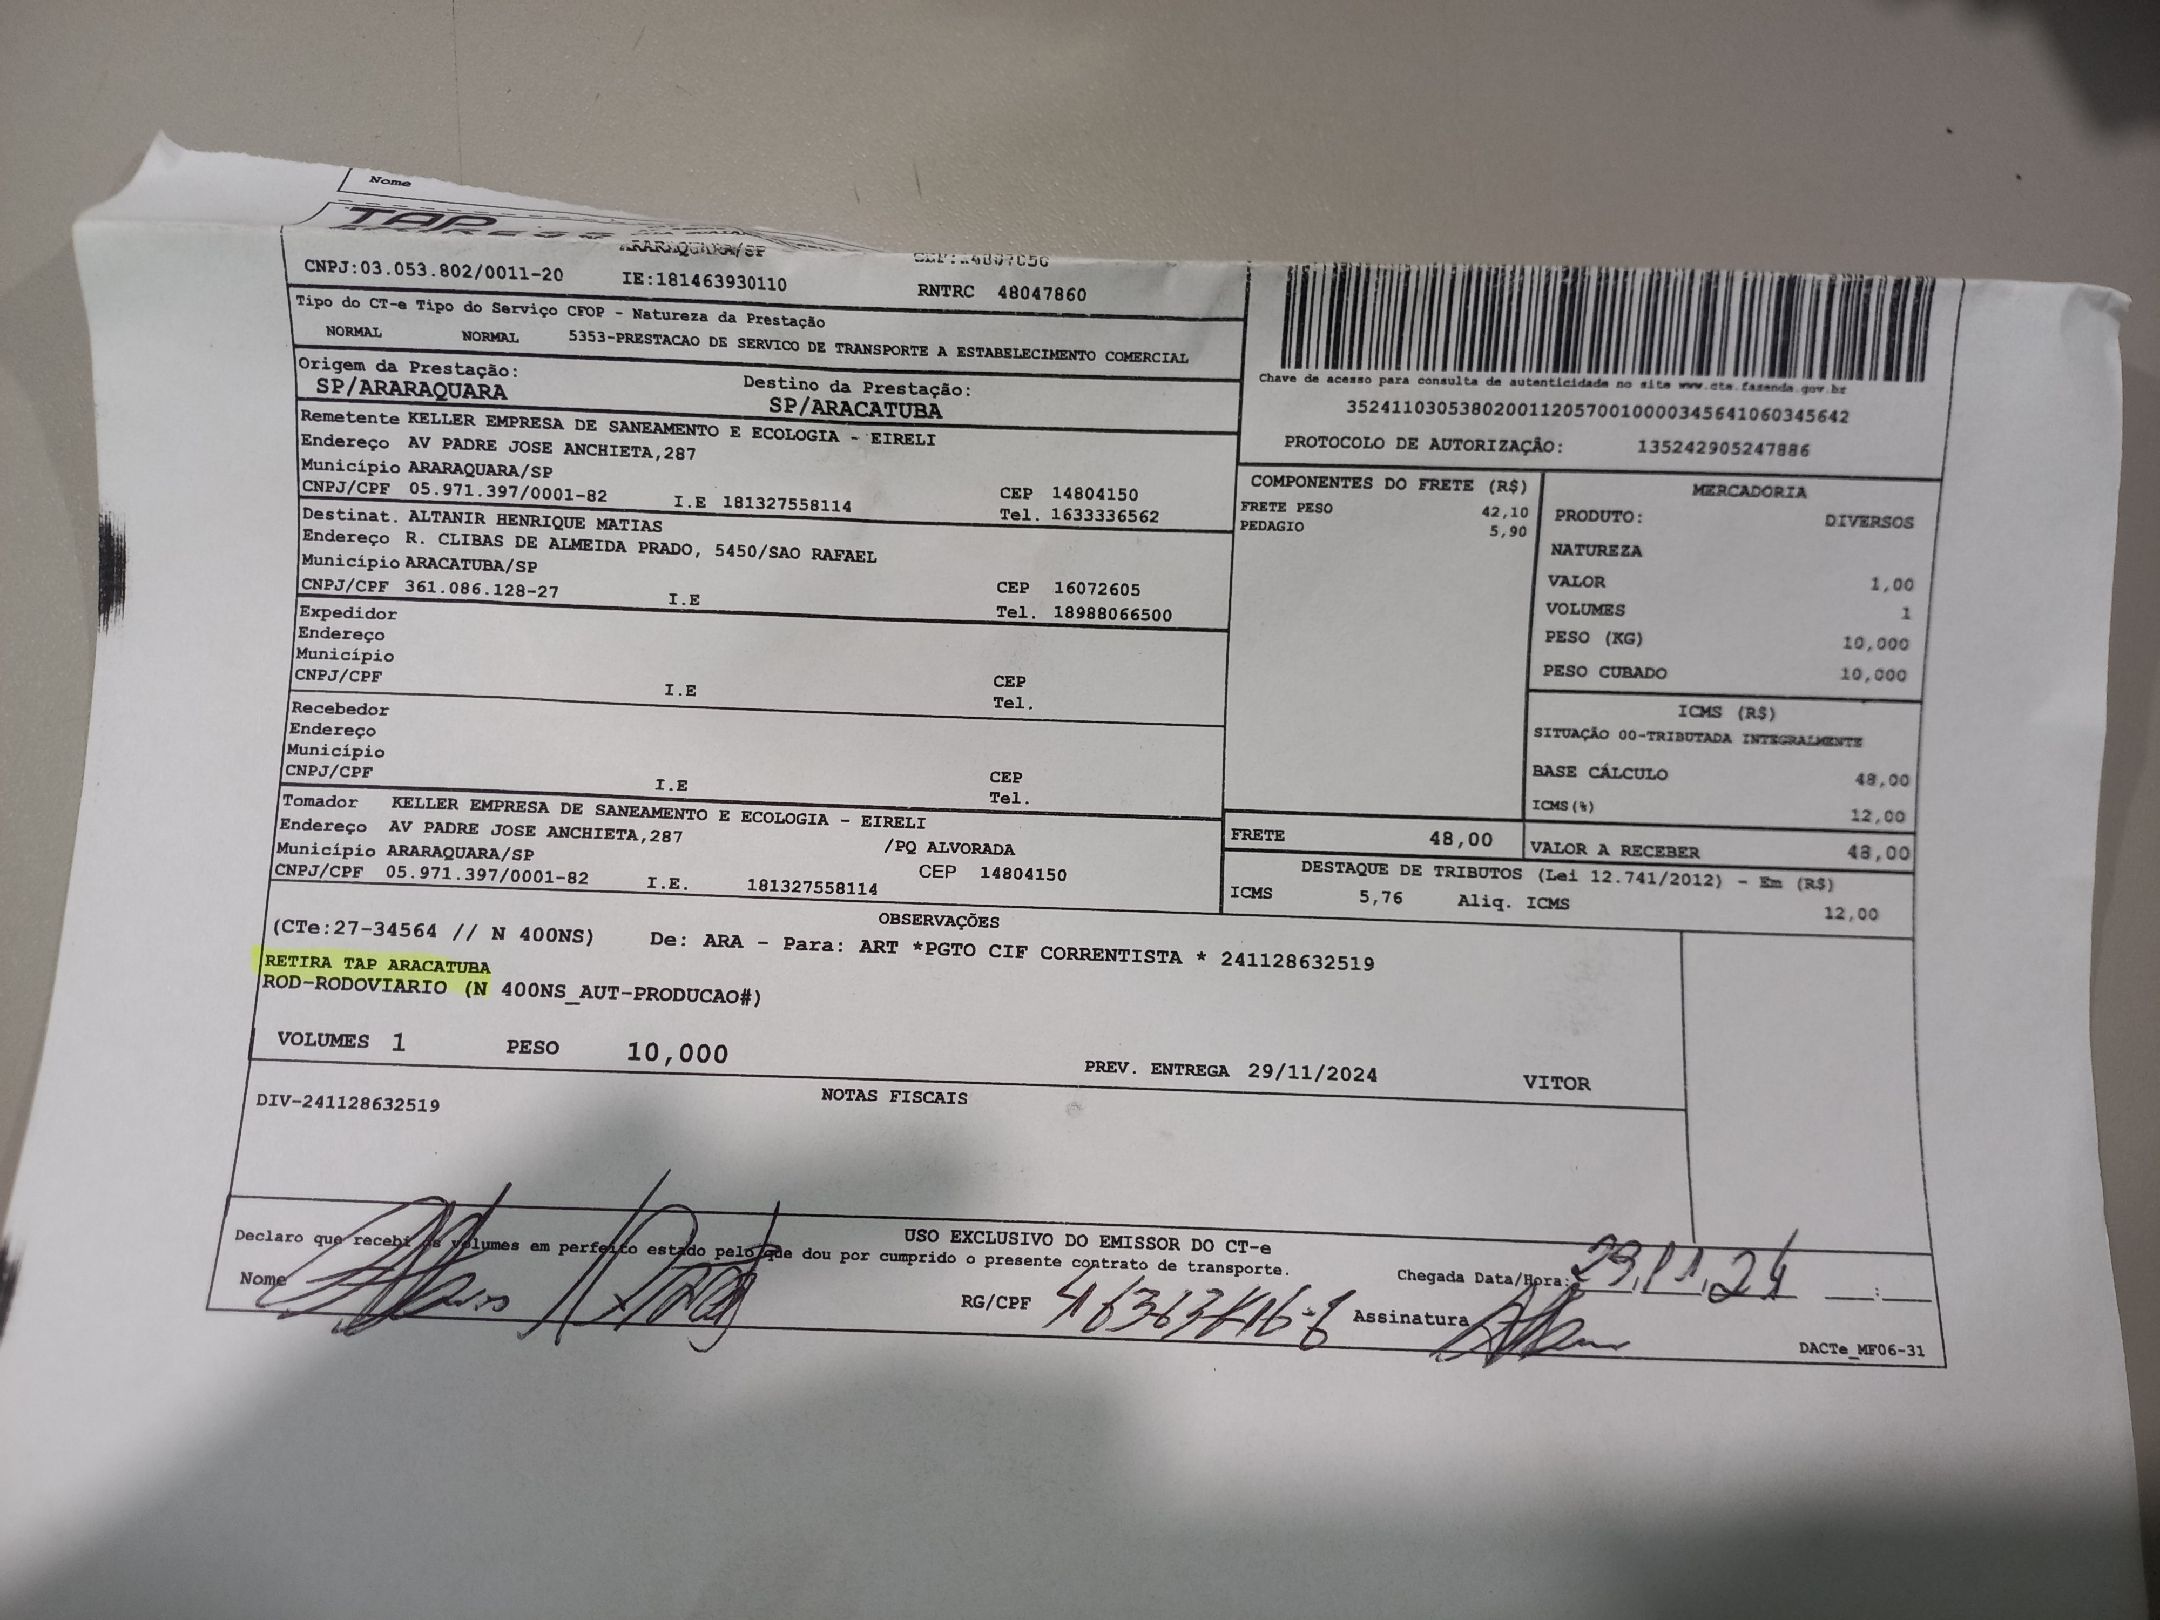 Nome
TAP
ARARAQUARA/SP
CNPJ:03.053.802/0011-20 IE:181463930110 RNTRC 48047860
Tipo do CT-e Tipo do Serviço CFOP - Natureza da Prestação
NORMAL NORMAL 5353-PRESTACAO DE SERVICO DE TRANSPORTE A ESTABELECIMENTO COMERCIAL
Origem da Prestação: Destino da Prestação:
SP/ARARAQUARA SP/ARACATUBA
Remetente KELLER EMPRESA DE SANEAMENTO E ECOLOGIA - EIRELI
Endereço AV PADRE JOSE ANCHIETA,287
Município ARARAQUARA/SP CEP 14804150
CNPJ/CPF 05.971.397/0001-82 I.E 181327558114 Tel. 1633336562
Destinat. ALTANIR HENRIQUE MATIAS
Endereço R. CLIBAS DE ALMEIDA PRADO, 5450/SAO RAFAEL
Município ARACATUBA/SP CEP 16072605
CNPJ/CPF 361.086.128-27 I.E Tel. 18988066500
Expedidor
Endereço
Município CEP
CNPJ/CPF I.E Tel.
Recebedor
Endereço
Município CEP
CNPJ/CPF I.E Tel.
Tomador KELLER EMPRESA DE SANEAMENTO E ECOLOGIA - EIRELI
Endereço AV PADRE JOSE ANCHIETA,287 /PQ ALVORADA
Município ARARAQUARA/SP CEP 14804150
CNPJ/CPF 05.971.397/0001-82 I.E. 181327558114
Chave de acesso para consulta de autenticidade no site www.cte.fazenda.gov.br
35241103053802001120570010000345641060345642
PROTOCOLO DE AUTORIZAÇÃO: 135242905247886
COMPONENTES DO FRETE (R$)
FRETE PESO 42,10
PEDAGIO 5,90
MERCADORIA
PRODUTO: DIVERSOS
NATUREZA
VALOR 1,00
VOLUMES 1
PESO (KG) 10,000
PESO CUBADO 10,000
ICMS (R$)
SITUAÇÃO 00-TRIBUTADA INTEGRALMENTE
BASE CÁLCULO 48,00
ICMS(%) 12,00
FRETE 48,00 VALOR A RECEBER 48,00
DESTAQUE DE TRIBUTOS (Lei 12.741/2012) - Em (R$)
ICMS 5,76 Aliq. ICMS 12,00
OBSERVAÇÕES
(CTe:27-34564 // N 400NS) De: ARA - Para: ART *PGTO CIF CORRENTISTA * 241128632519
RETIRA TAP ARACATUBA
ROD-RODOVIARIO (N 400NS_AUT-PRODUCAO#)
VOLUMES 1 PESO 10,000 PREV. ENTREGA 29/11/2024 VITOR
NOTAS FISCAIS
DIV-241128632519
USO EXCLUSIVO DO EMISSOR DO CT-e
Declaro que recebi os volumes em perfeito estado pelo que dou por cumprido o presente contrato de transporte.
Chegada Data/Hora: 29,11,24 :
Nome RG/CPF Assinatura
DACTe_MF06-31